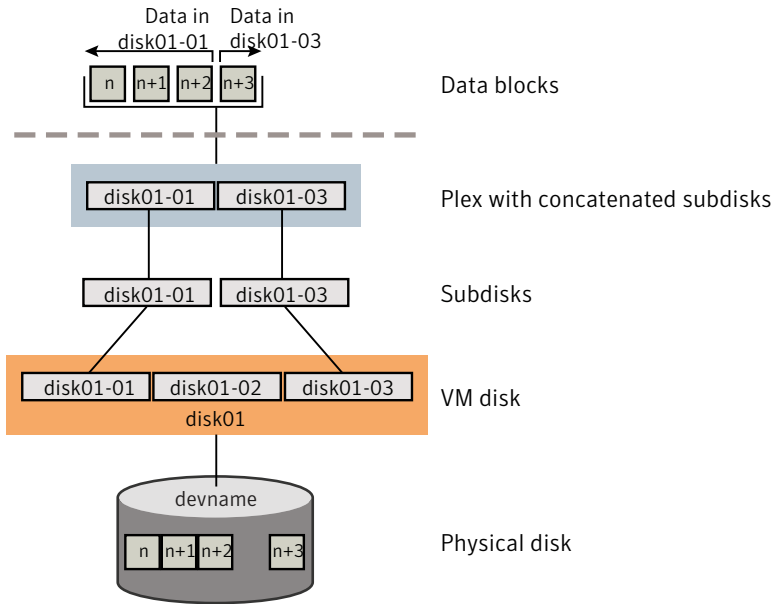 Data in
disk01-01
Data in
disk01-03
n n+1 n+2 n+3
Data blocks
disk01-01 disk01-03
Plex with concatenated subdisks
disk01-01 disk01-03
Subdisks
disk01-01 disk01-02 disk01-03
disk01
VM disk
devname
n n+1 n+2 n+3
Physical disk